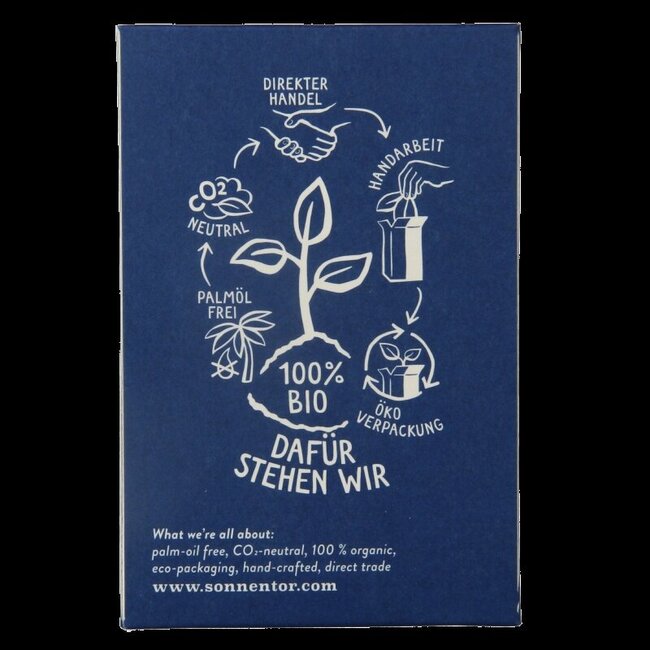 DIREKTER
HANDEL
HANDARBEIT
CO2
NEUTRAL
PALMÖL
FREI
100%
BIO
ÖKO
VERPACKUNG
DAFÜR
STEHEN WIR
What we're all about:
palm-oil free, CO₂-neutral, 100 % organic,
eco-packaging, hand-crafted, direct trade
www.sonnentor.com